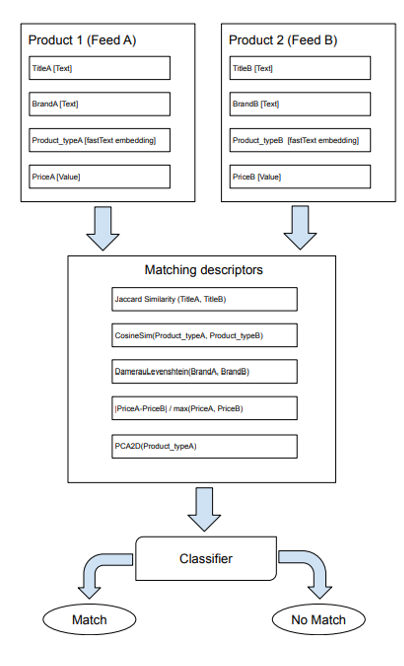 Product 1 (Feed A)
TitleA [Text]
BrandA [Text]
Product_typeA [fastText embedding]
PriceA [Value]
Product 2 (Feed B)
TitleB [Text]
BrandB [Text]
Product_typeB [fastText embedding]
PriceB [Value]
Matching descriptors
Jaccard Similarity (TitleA, TitleB)
CosineSim(Product_typeA, Product_typeB)
DamerauLevenshtein(BrandA, BrandB)
|PriceA-PriceB| / max(PriceA, PriceB)
PCA2D(Product_typeA)
Classifier
Match
No Match